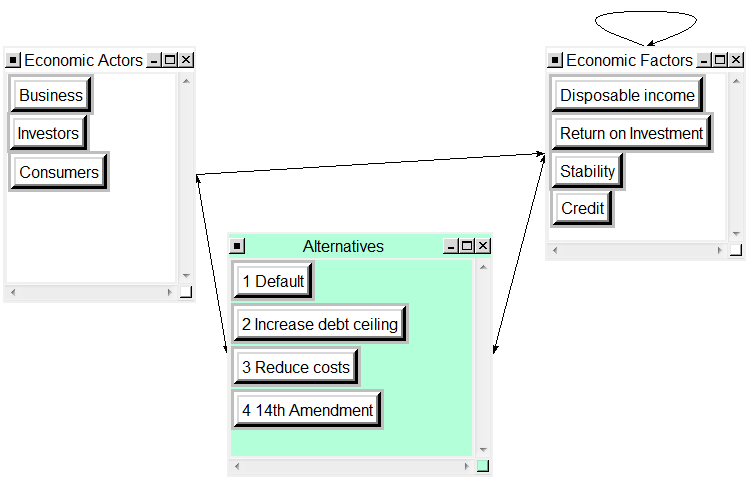 Economic Actors
Business
Investors
Consumers
Economic Factors
Disposable income
Return on Investment
Stability
Credit
Alternatives
1 Default
2 Increase debt ceiling
3 Reduce costs
4 14th Amendment